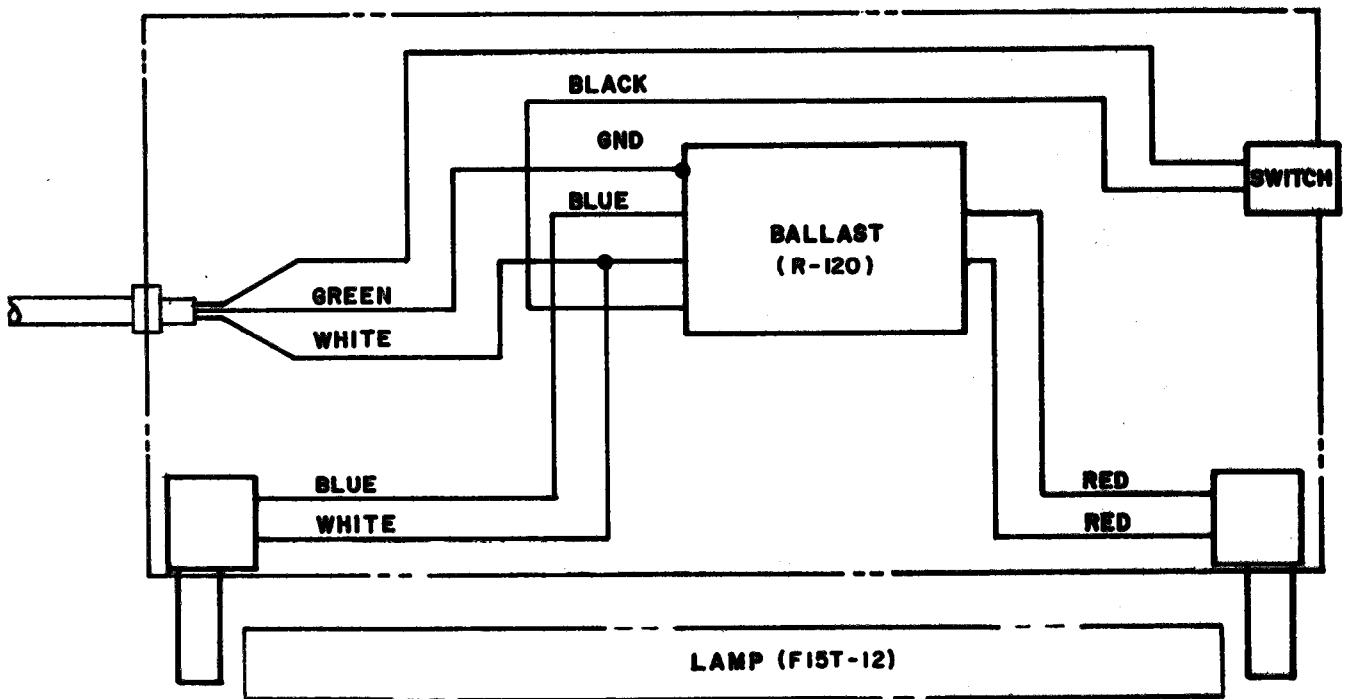 BLACK
GND
SWITCH
BLUE
BALLAST
(R-120)
GREEN
WHITE
BLUE
WHITE
RED
RED
LAMP (F15T-12)